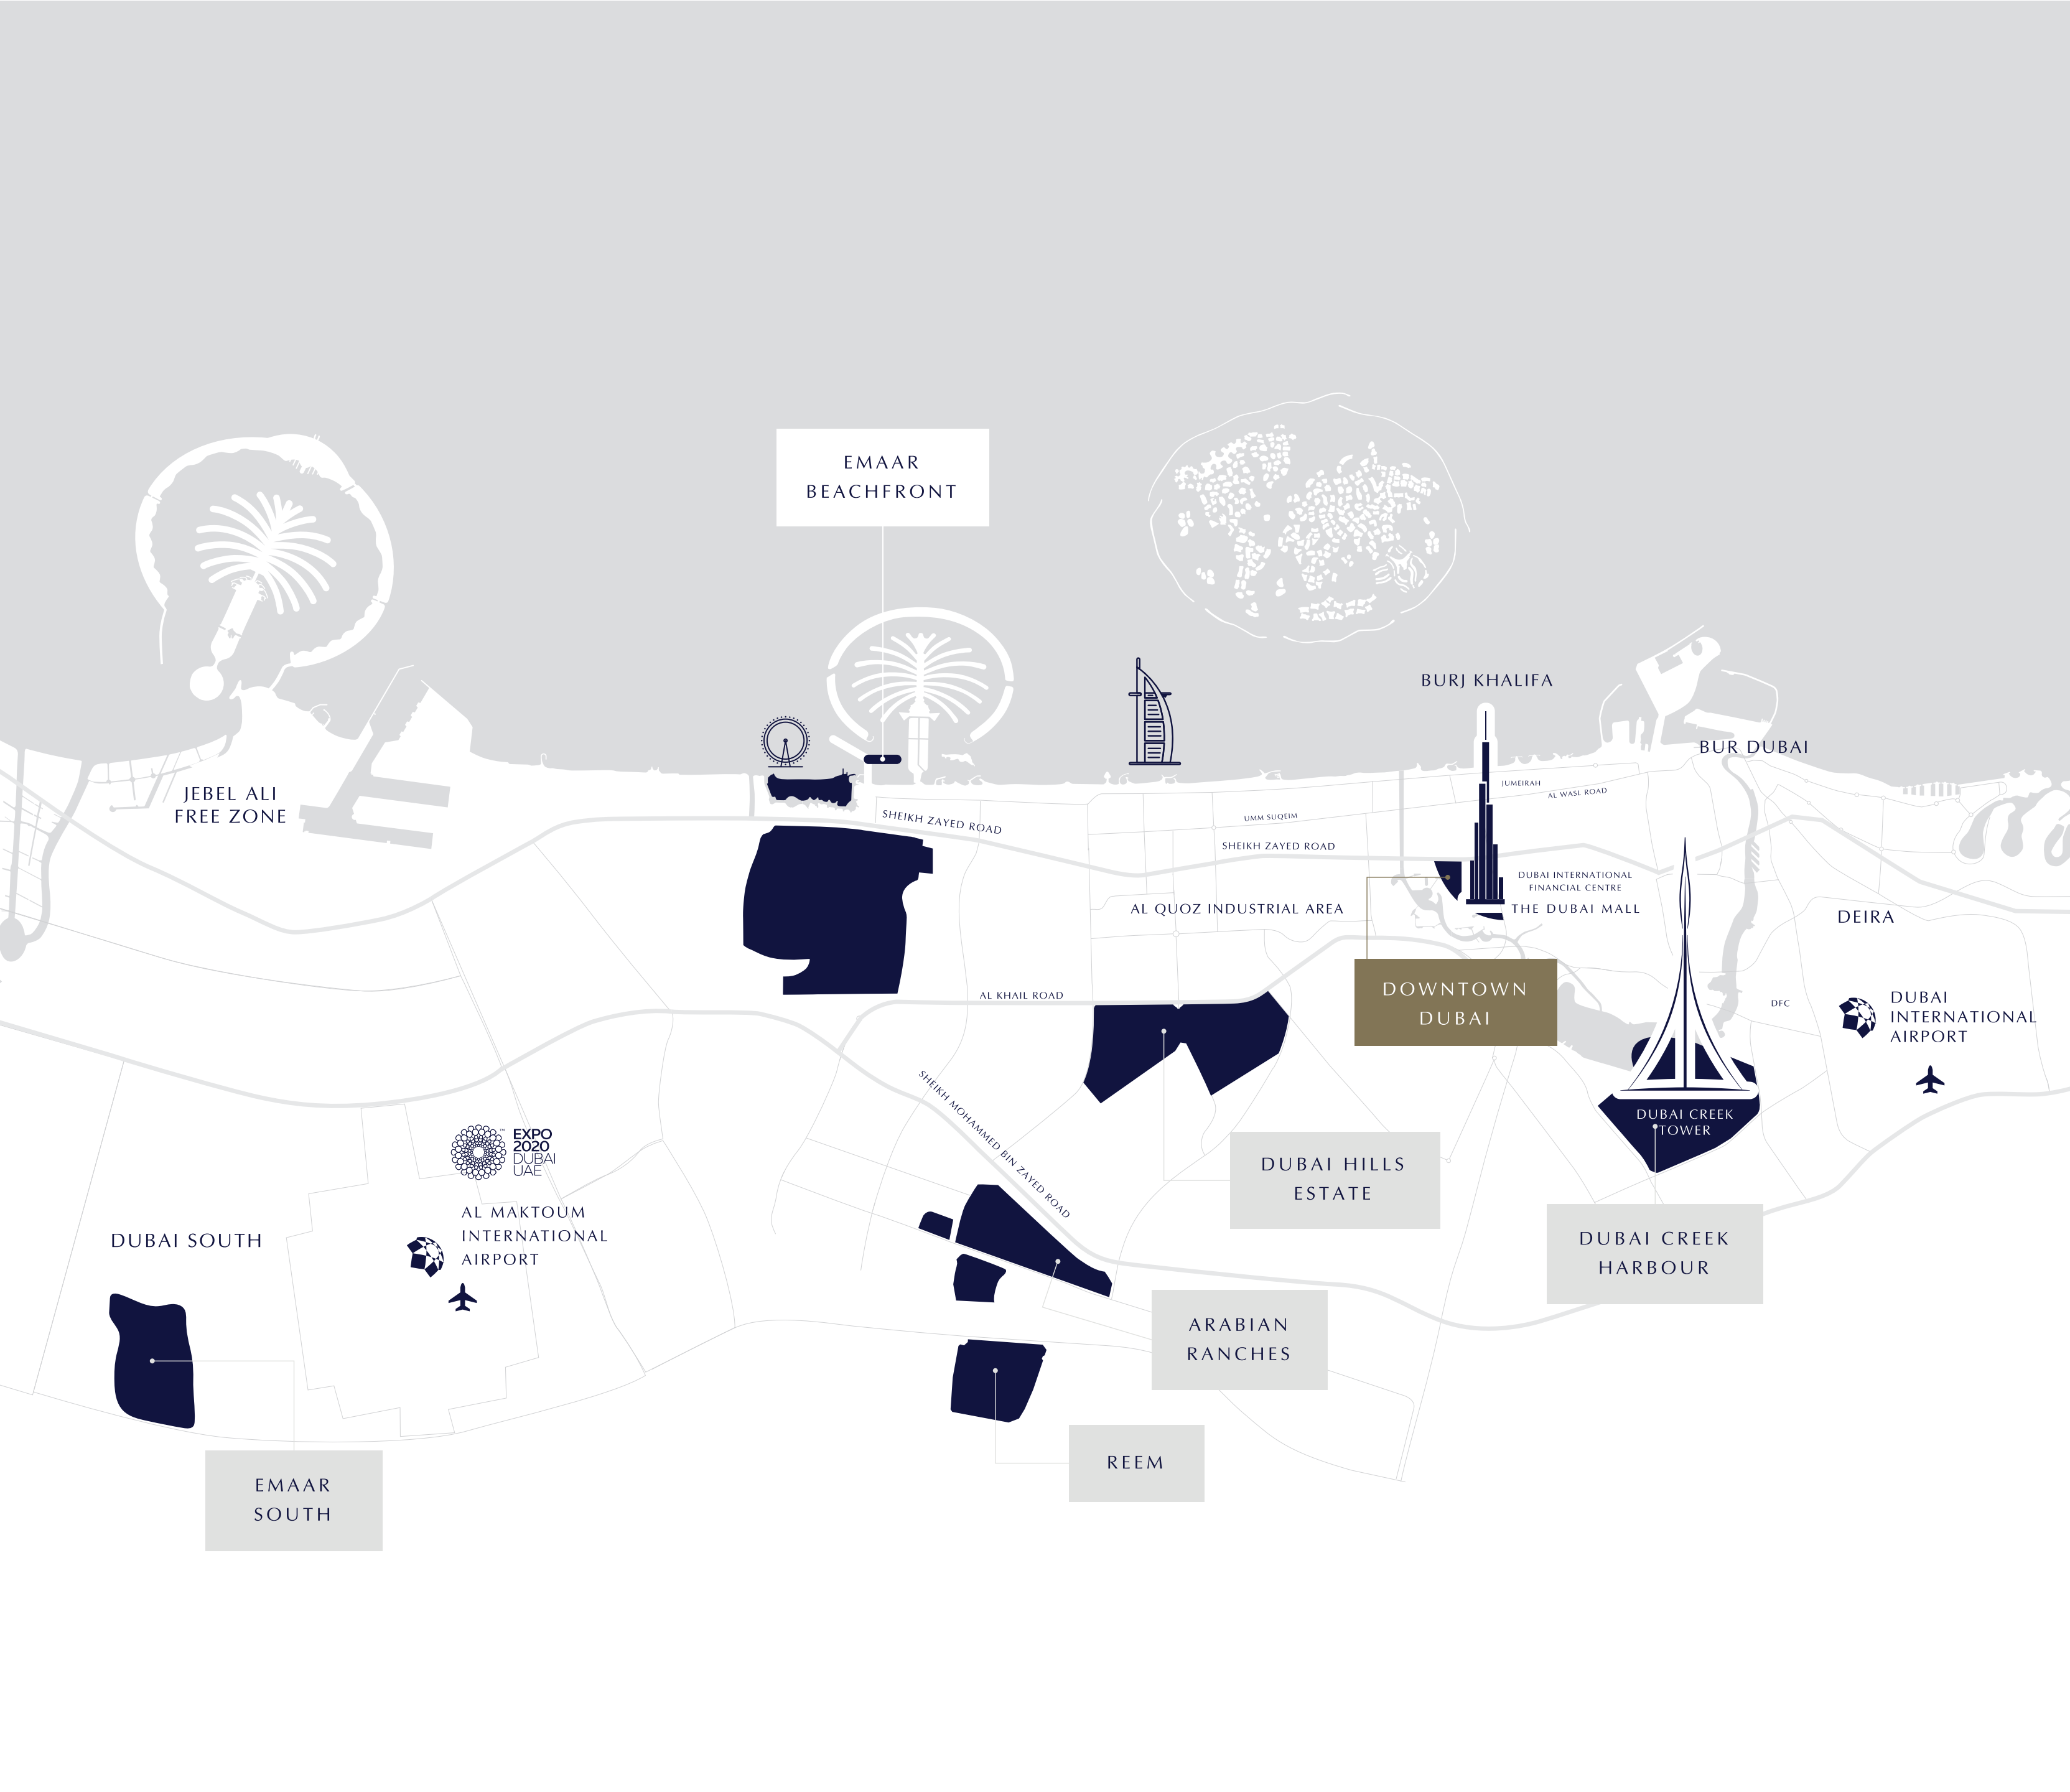 EMAAR
BEACHFRONT
BURJ KHALIFA
BUR DUBAI
JUMEIRAH
AL WASL ROAD
JEBEL ALI
FREE ZONE
SHEIKH ZAYED ROAD
UMM SUQEIM
SHEIKH ZAYED ROAD
DUBAI INTERNATIONAL
FINANCIAL CENTRE
AL QUOZ INDUSTRIAL AREA
THE DUBAI MALL
DEIRA
DOWNTOWN
DUBAI
AL KHAIL ROAD
DFC
DUBAI
INTERNATIONAL
AIRPORT
SHEIKH MOHAMMED BIN ZAYED ROAD
DUBAI CREEK
TOWER
EXPO
2020
DUBAI
UAE
TM
DUBAI HILLS
ESTATE
AL MAKTOUM
INTERNATIONAL
AIRPORT
DUBAI SOUTH
DUBAI CREEK
HARBOUR
ARABIAN
RANCHES
REEM
EMAAR
SOUTH